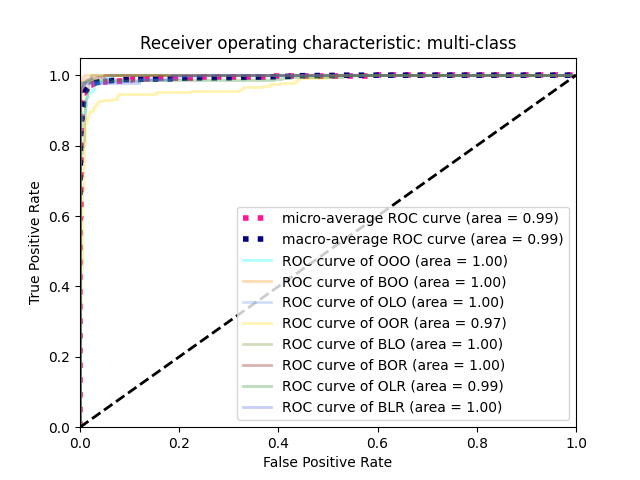 Receiver operating characteristic: multi-class
True Positive Rate
1.0
0.8
0.6
0.4
0.2
0.0
micro-average ROC curve (area = 0.99)
macro-average ROC curve (area = 0.99)
ROC curve of OOO (area = 1.00)
ROC curve of BOO (area = 1.00)
ROC curve of OLO (area = 1.00)
ROC curve of OOR (area = 0.97)
ROC curve of BLO (area = 1.00)
ROC curve of BOR (area = 1.00)
ROC curve of OLR (area = 0.99)
ROC curve of BLR (area = 1.00)
0.0 0.2 0.4 0.6 0.8 1.0
False Positive Rate